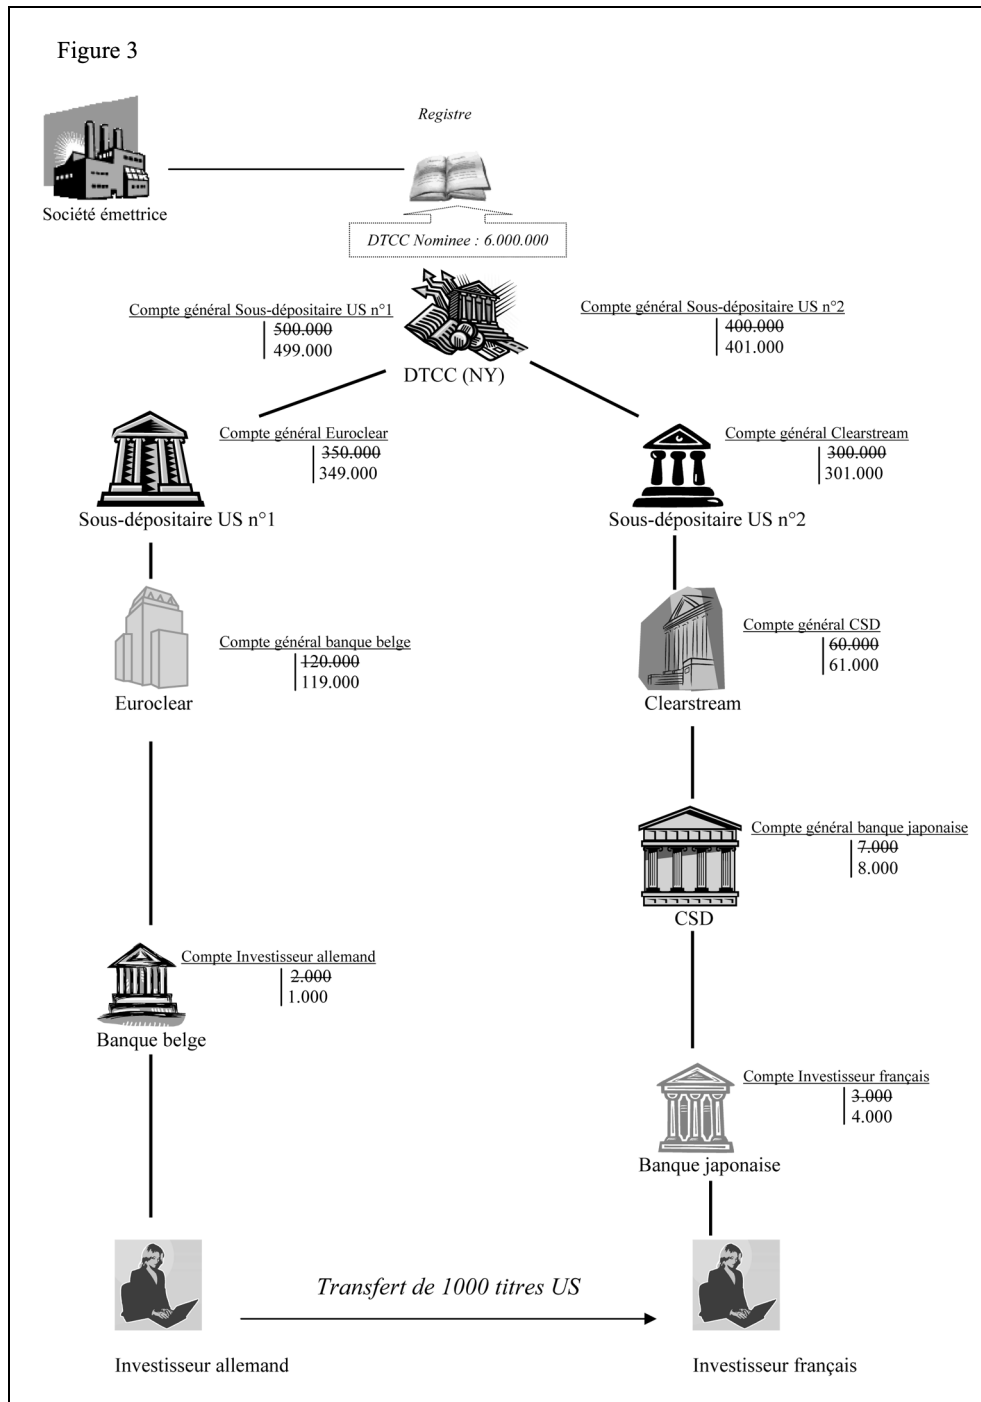 Figure 3
Registre
Société émettrice
DTCC Nominee : 6.000.000
Compte général Sous-dépositaire US n°1
500.000
499.000
Compte général Sous-dépositaire US n°2
400.000
401.000
DTCC (NY)
Compte général Euroclear
350.000
349.000
Compte général Clearstream
300.000
301.000
Sous-dépositaire US n°1
Sous-dépositaire US n°2
Compte général banque belge
120.000
119.000
Compte général CSD
60.000
61.000
Euroclear
Clearstream
Compte général banque japonaise
7.000
8.000
CSD
Compte Investisseur allemand
2.000
1.000
Banque belge
Compte Investisseur français
3.000
4.000
Banque japonaise
Transfert de 1000 titres US
Investisseur allemand
Investisseur français